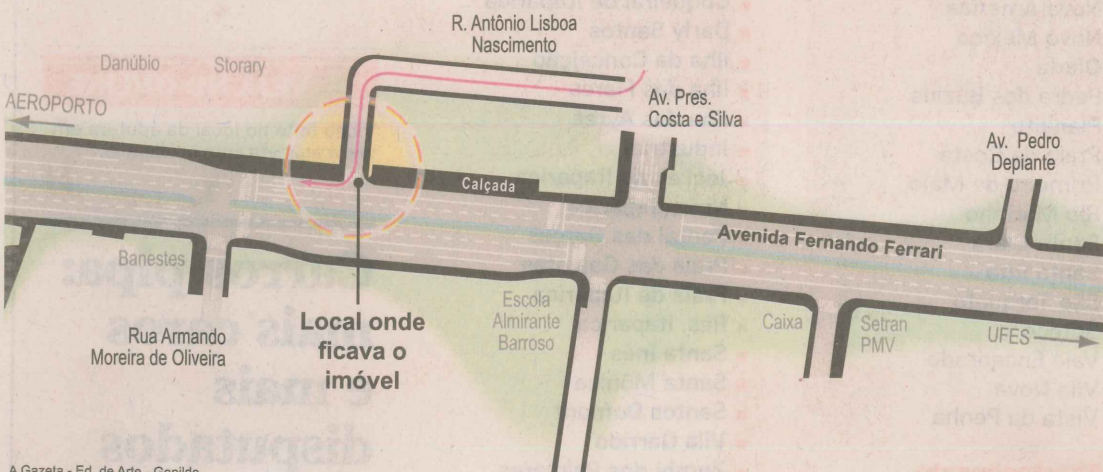 R. Antônio Lisboa
Nascimento
Danúbio
Storary
AEROPORTO
Av. Pres.
Costa e Silva
Av. Pedro
Depiante
Calçada
Avenida Fernando Ferrari
Banestes
Rua Armando
Moreira de Oliveira
Local onde
ficava o
imóvel
Escola
Almirante
Barroso
Caixa
Setran
PMV
UFES
A Gazeta - Ed. de Arte - Genildo